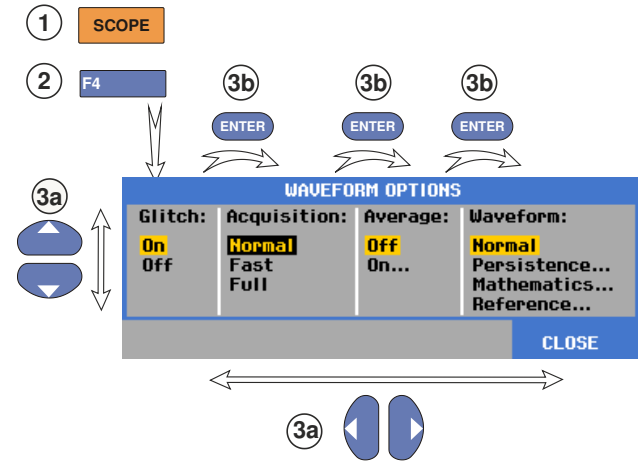 1 SCOPE
2 F4
3b 3b 3b
ENTER ENTER ENTER
3a
WAVEFORM OPTIONS
Glitch: Acquisition: Average: Waveform:
On Normal Off Normal
Off Fast On... Persistence...
Full Mathematics...
Reference...
CLOSE
3a